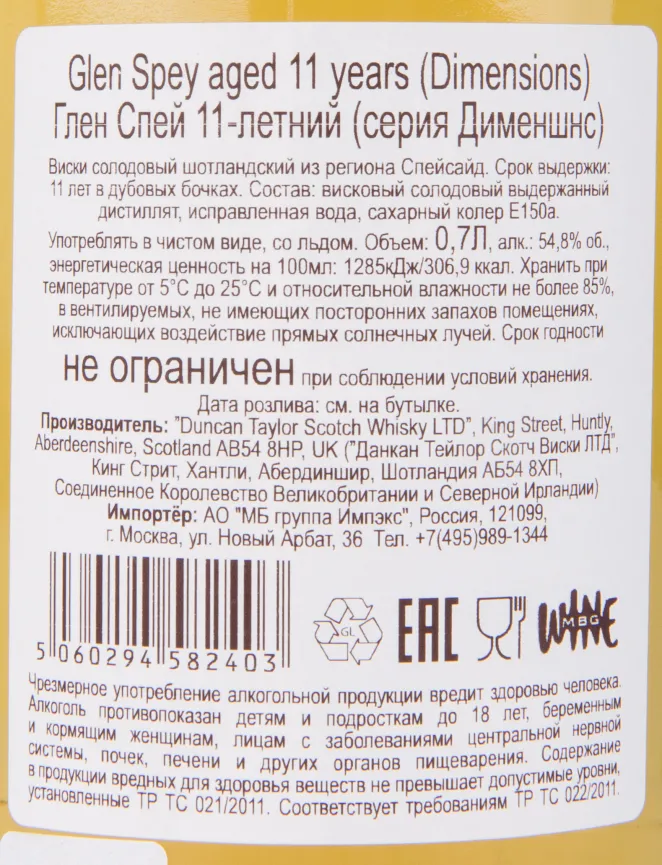 Glen Spey aged 11 years (Dimensions)
Глен Спей 11-летний (серия Дименшнс)
Виски солодовый шотландский из региона Спейсайд. Срок выдержки:
11 лет в дубовых бочках. Состав: висковый солодовый выдержанный
дистиллят, исправленная вода, сахарный колер Е150а.
Употреблять в чистом виде, со льдом. Объем: 0,7Л, алк.: 54,8% об.,
энергетическая ценность на 100мл: 1285кДж/306,9 ккал. Хранить при
температуре от 5°С до 25°С и относительной влажности не более 85%,
в вентилируемых, не имеющих посторонних запахов помещениях,
исключающих воздействие прямых солнечных лучей. Срок годности
не ограничен при соблюдении условий хранения.
Дата розлива: см. на бутылке.
Производитель: "Duncan Taylor Scotch Whisky LTD", King Street, Huntly,
Aberdeenshire, Scotland AB54 8HP, UK ("Данкан Тейлор Скотч Виски ЛТД",
Кинг Стрит, Хантли, Абердиншир, Шотландия АБ54 8ХП,
Соединенное Королевство Великобритании и Северной Ирландии)
Импортёр: АО "МБ группа Импэкс", Россия, 121099,
г. Москва, ул. Новый Арбат, 36 Тел. +7(495)989-1344
GL
EAC
WINE
MBG
5 060294 582403
Чрезмерное употребление алкогольной продукции вредит здоровью человека.
Алкоголь противопоказан детям и подросткам до 18 лет, беременным
и кормящим женщинам, лицам с заболеваниями центральной нервной
системы, почек, печени и других органов пищеварения. Содержание
в продукции вредных для здоровья веществ не превышает допустимые уровни,
установленные ТР ТС 021/2011. Соответствует требованиям ТР ТС 022/2011.